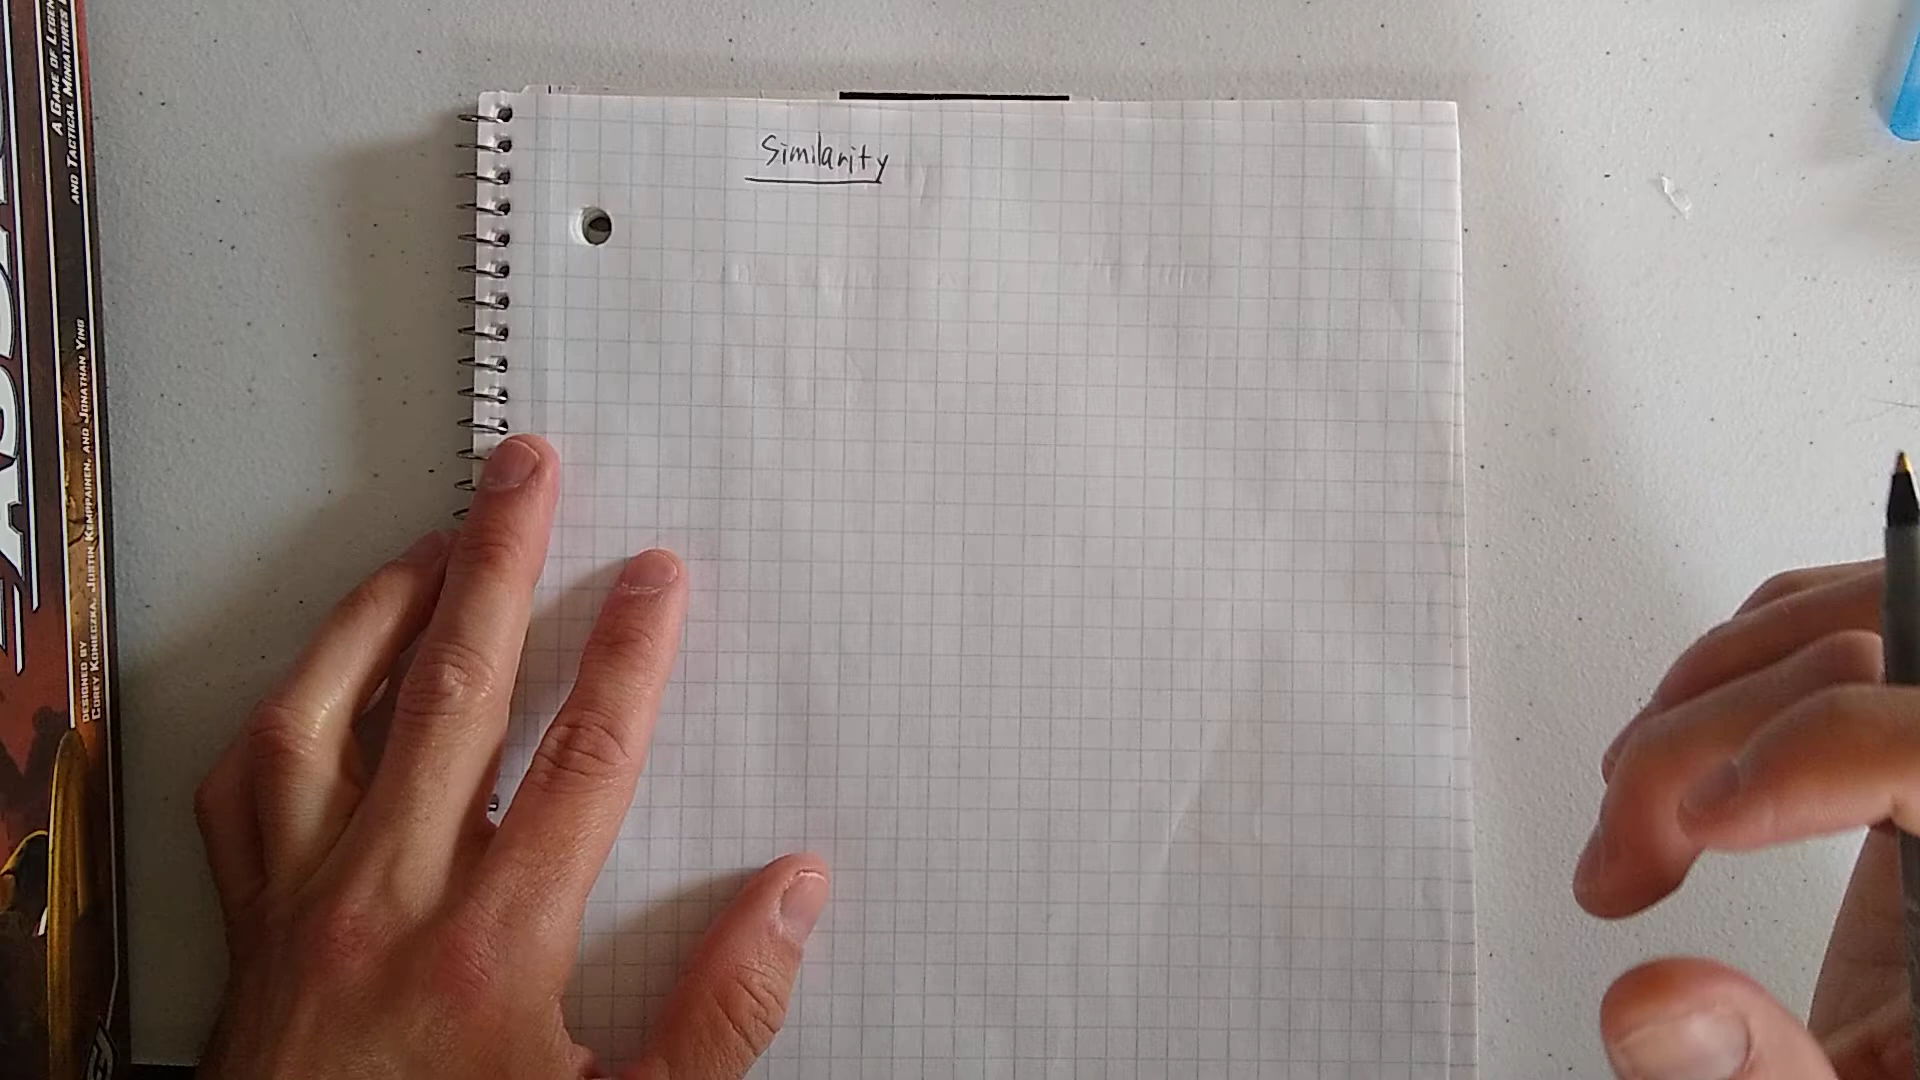 Similarity
A GAME OF LEGEN
AND TACTICAL MINIATURES
DESIGNED BY
COREY KONIECZKA, JUSTIN KEMPPAINEN, AND JONATHAN YING